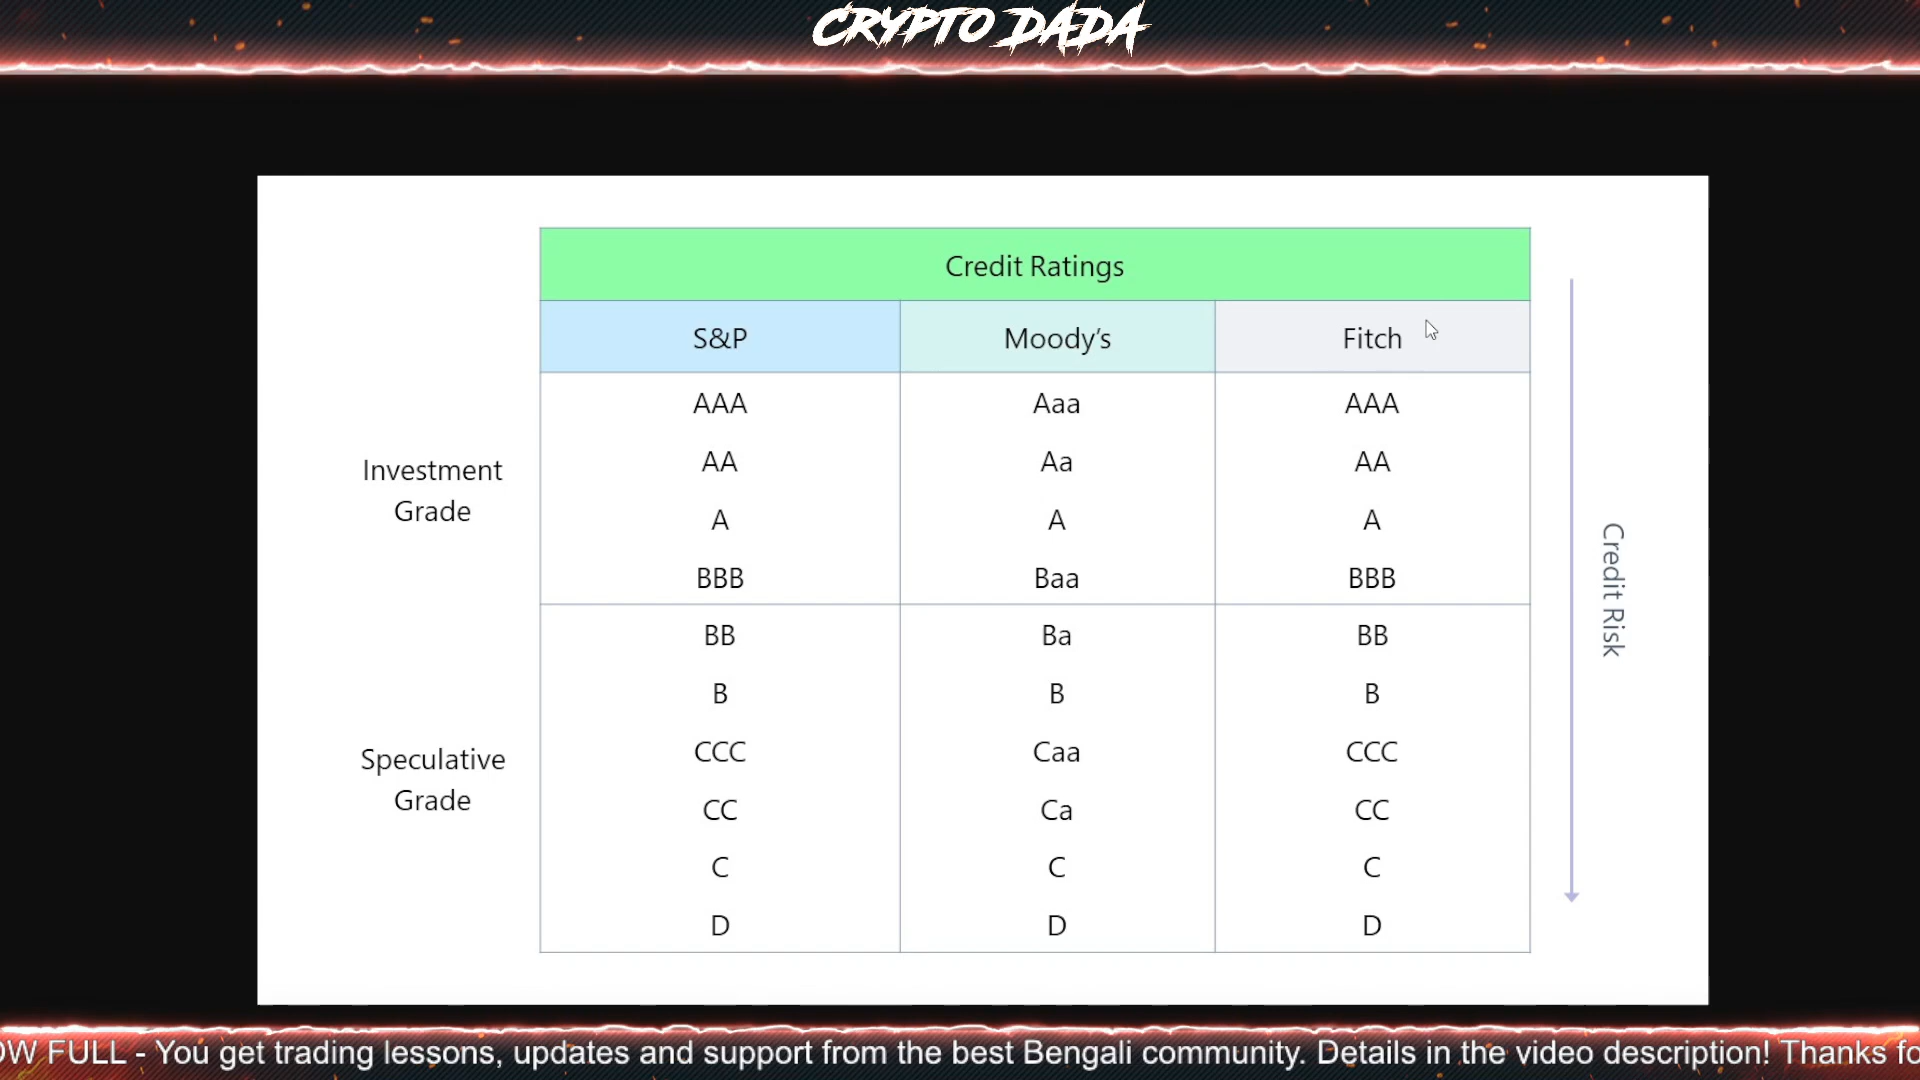 CRYPTO DADA
Credit Ratings
S&P Moody's Fitch
AAA Aaa AAA
AA Aa AA
Investment
Grade
A A A
BBB Baa BBB
BB Ba BB
B B B
CCC Caa CCC
Speculative
Grade
CC Ca CC
C C C
D D D
Credit Risk
FULL - You get trading lessons, updates and support from the best Bengali community. Details in the video description! Thanks